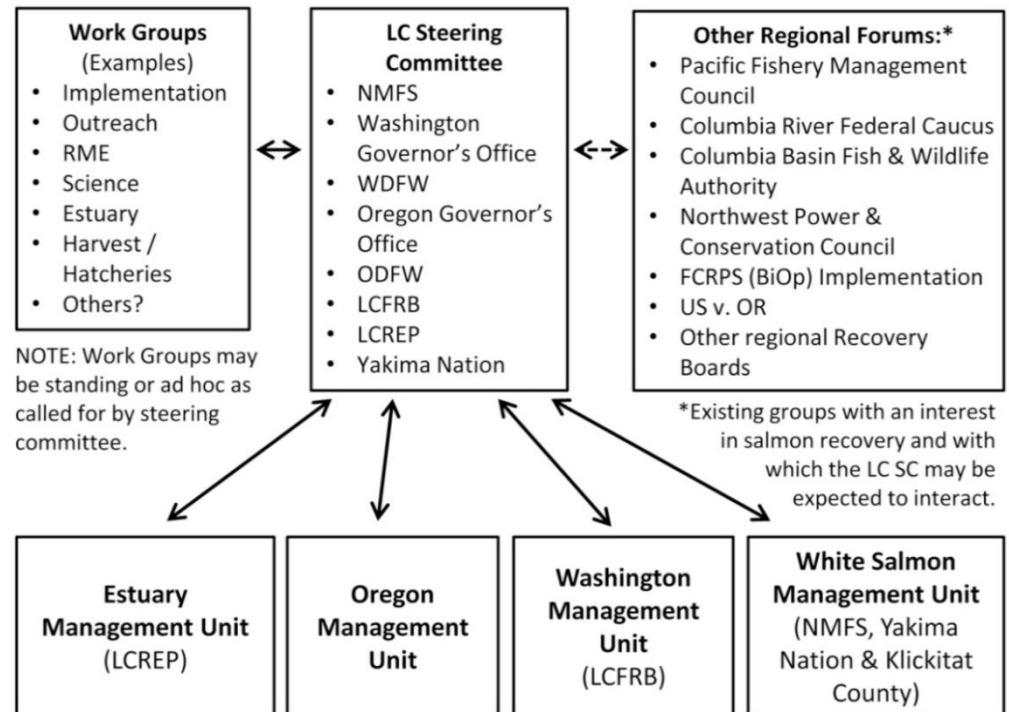 Work Groups
(Examples)
• Implementation
• Outreach
• RME
• Science
• Estuary
• Harvest /
Hatcheries
• Others?
NOTE: Work Groups may
be standing or ad hoc as
called for by steering
committee.
LC Steering
Committee
• NMFS
• Washington
Governor's Office
• WDFW
• Oregon Governor's
Office
• ODFW
• LCFRB
• LCREP
• Yakima Nation
Other Regional Forums:*
• Pacific Fishery Management
Council
• Columbia River Federal Caucus
• Columbia Basin Fish & Wildlife
Authority
• Northwest Power &
Conservation Council
• FCRPS (BiOp) Implementation
• US v. OR
• Other regional Recovery
Boards
*Existing groups with an interest
in salmon recovery and with
which the LC SC may be
expected to interact.
Estuary
Management Unit
(LCREP)
Oregon
Management
Unit
Washington
Management
Unit
(LCFRB)
White Salmon
Management Unit
(NMFS, Yakima
Nation & Klickitat
County)